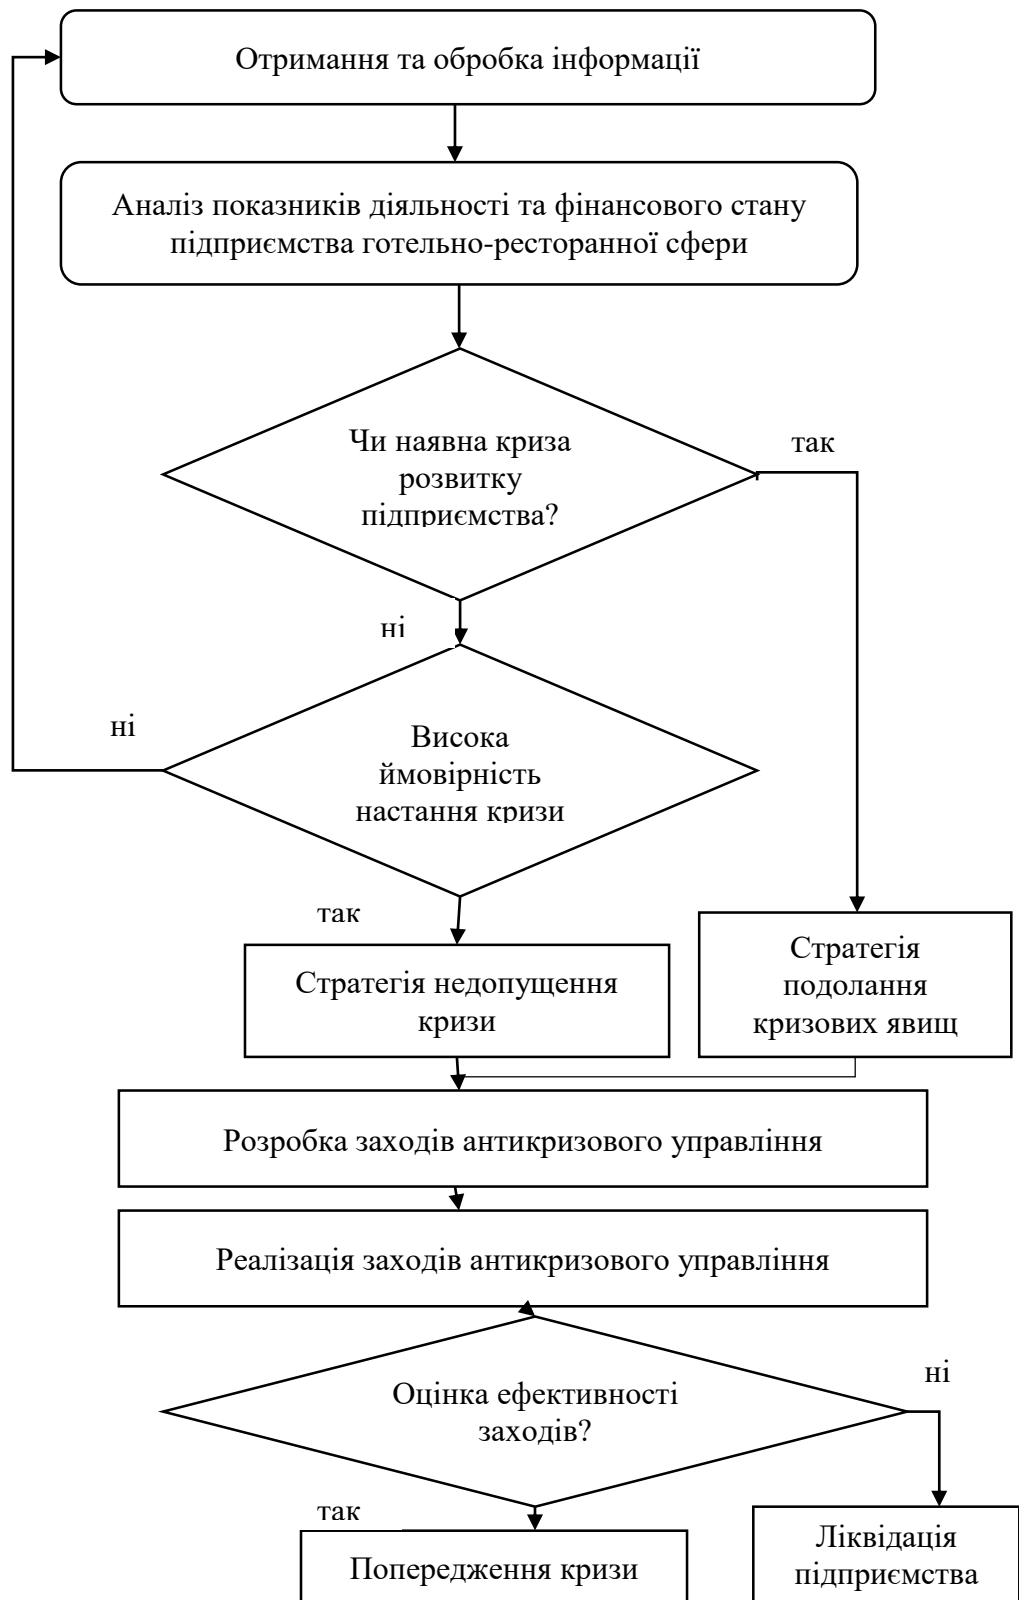 Отримання та обробка інформації
Аналіз показників діяльності та фінансового стану
підприємства готельно-ресторанної сфери
Чи наявна криза
розвитку
підприємства?
так
ні
ні
Висока
ймовірність
настання кризи
так
Стратегія недопущення
кризи
Стратегія
подолання
кризових явищ
Розробка заходів антикризового управління
Реалізація заходів антикризового управління
Оцінка ефективності
заходів?
ні
так
Попередження кризи
Ліквідація
підприємства